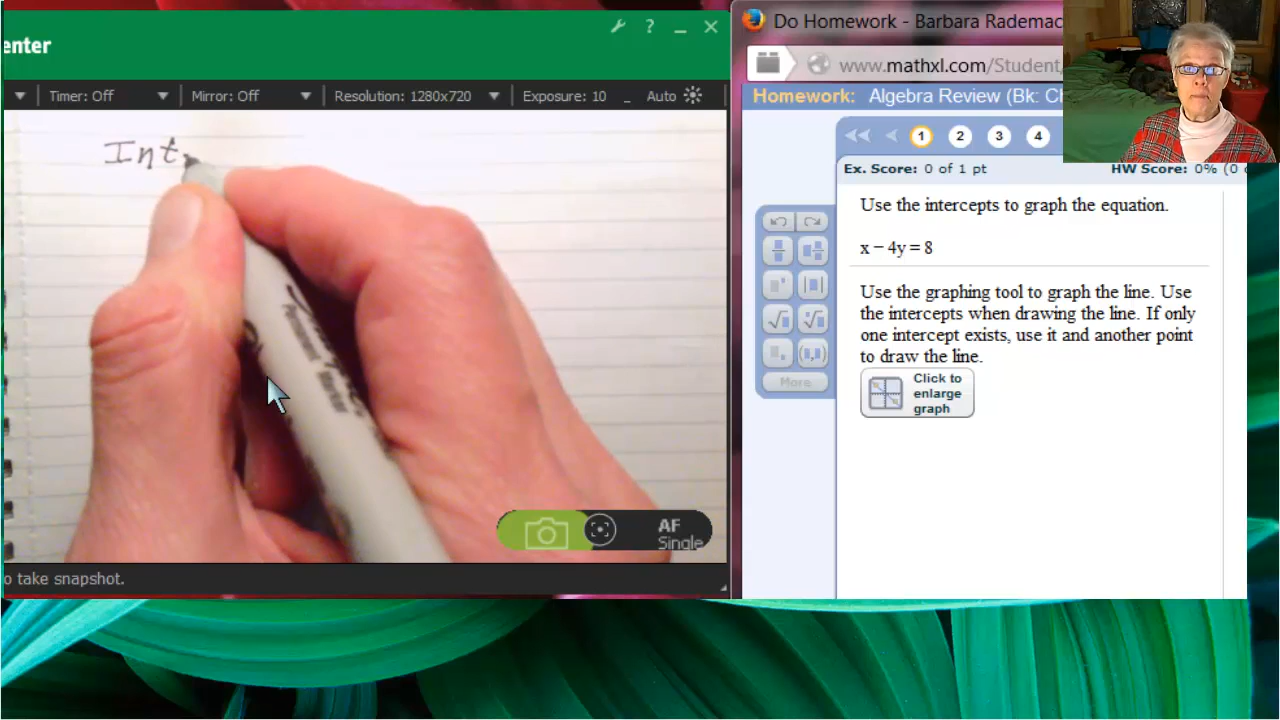 enter
Timer: Off
Mirror: Off
Resolution: 1280x720
Exposure: 10
Auto
Int
Permanent Marker
AF
Single
o take snapshot.
Do Homework - Barbara Rademac
www.mathxl.com/Student/
Homework: Algebra Review (Bk: Ch
1 2 3 4
Ex. Score: 0 of 1 pt
HW Score: 0% (0
Use the intercepts to graph the equation.
x − 4y = 8
Use the graphing tool to graph the line. Use
the intercepts when drawing the line. If only
one intercept exists, use it and another point
to draw the line.
Click to
enlarge
graph
More